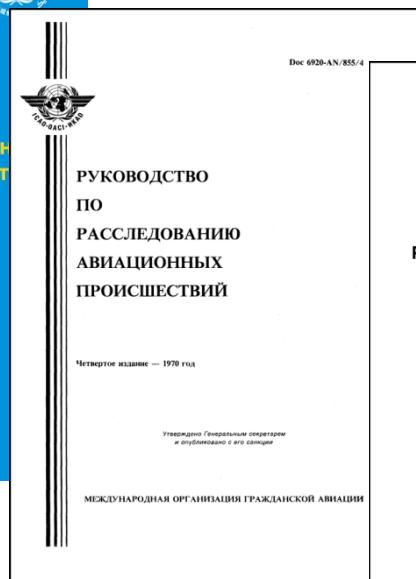 Doc 6920-AN/855/4
ICAO·OACI·ИКАО
РУКОВОДСТВО
ПО
РАССЛЕДОВАНИЮ
АВИАЦИОННЫХ
ПРОИСШЕСТВИЙ
Четвертое издание — 1970 год
Утверждено Генеральным секретарем
и опубликовано с его санкции
МЕЖДУНАРОДНАЯ ОРГАНИЗАЦИЯ ГРАЖДАНСКОЙ АВИАЦИИ